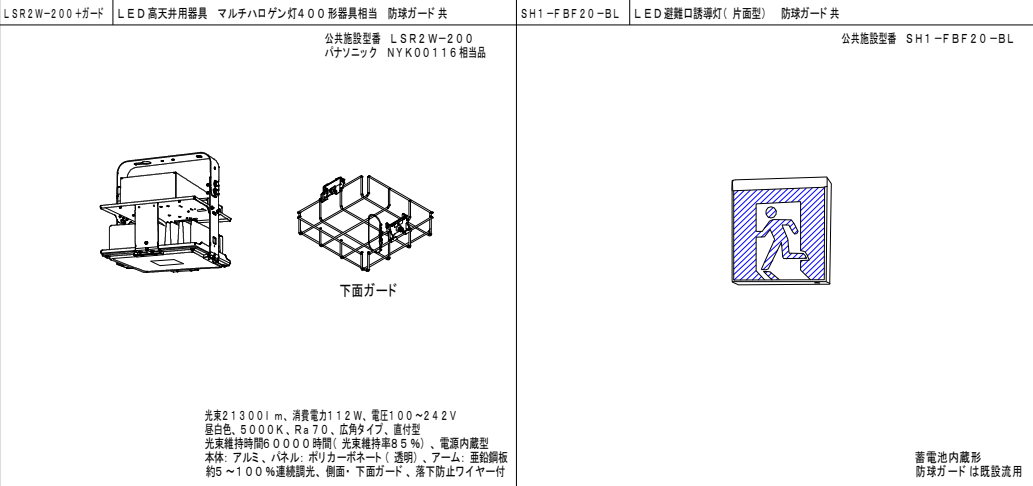 LSR2W-200+ガード
LED高天井用器具 マルチハロゲン灯400形器具相当 防球ガード共
公共施設型番 LSR2W-200
パナソニック NYK00116相当品
下面ガード
光束21300lm、消費電力112W、電圧100~242V
昼白色、5000K、Ra70、広角タイプ、直付型
光束維持時間60000時間(光束維持率85%)、電源内蔵型
本体:アルミ、パネル:ポリカーボネート(透明)、アーム:亜鉛鋼板
約5~100%連続調光、側面・下面ガード、落下防止ワイヤー付
SH1-FBF20-BL
LED避難口誘導灯(片面型) 防球ガード共
公共施設型番 SH1-FBF20-BL
蓄電池内蔵形
防球ガードは既設流用